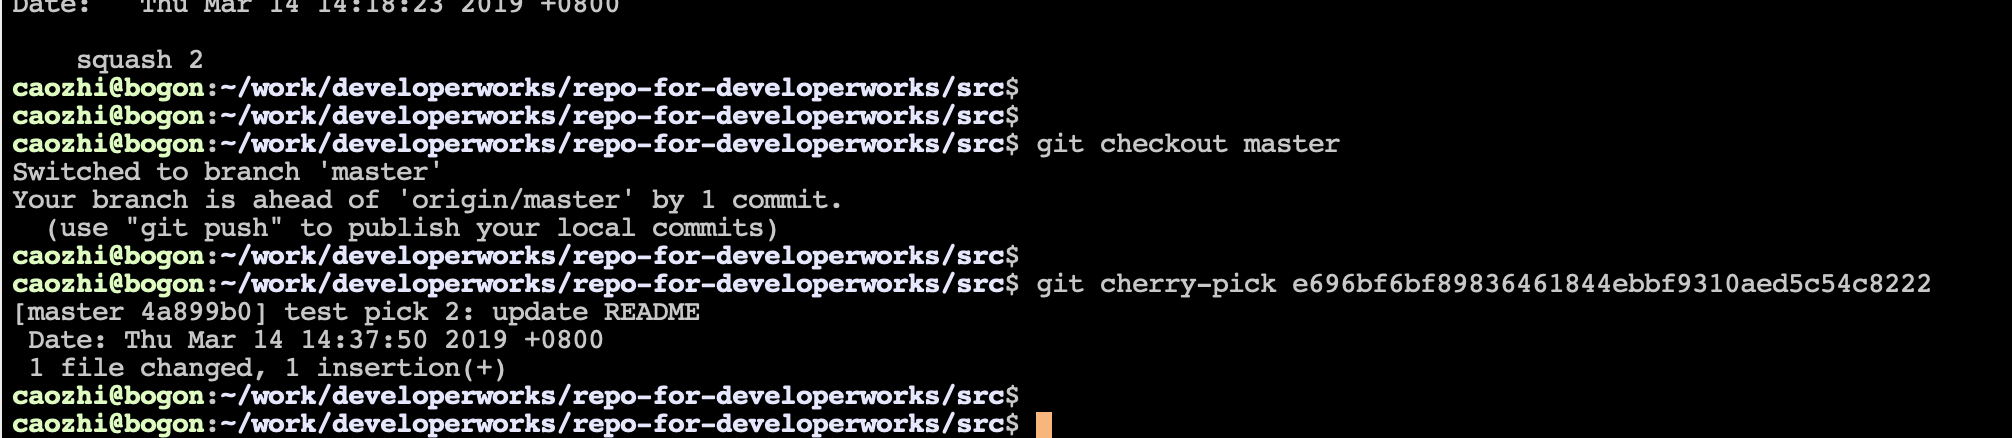 Date:   Thu Mar 14 14:18:23 2019 +0800
    squash 2
caozhi@bogon:~/work/developerworks/repo-for-developerworks/src$
caozhi@bogon:~/work/developerworks/repo-for-developerworks/src$
caozhi@bogon:~/work/developerworks/repo-for-developerworks/src$ git checkout master
Switched to branch 'master'
Your branch is ahead of 'origin/master' by 1 commit.
  (use "git push" to publish your local commits)
caozhi@bogon:~/work/developerworks/repo-for-developerworks/src$
caozhi@bogon:~/work/developerworks/repo-for-developerworks/src$ git cherry-pick e696bf6bf89836461844ebbf9310aed5c54c8222
[master 4a899b0] test pick 2: update README
 Date: Thu Mar 14 14:37:50 2019 +0800
 1 file changed, 1 insertion(+)
caozhi@bogon:~/work/developerworks/repo-for-developerworks/src$
caozhi@bogon:~/work/developerworks/repo-for-developerworks/src$